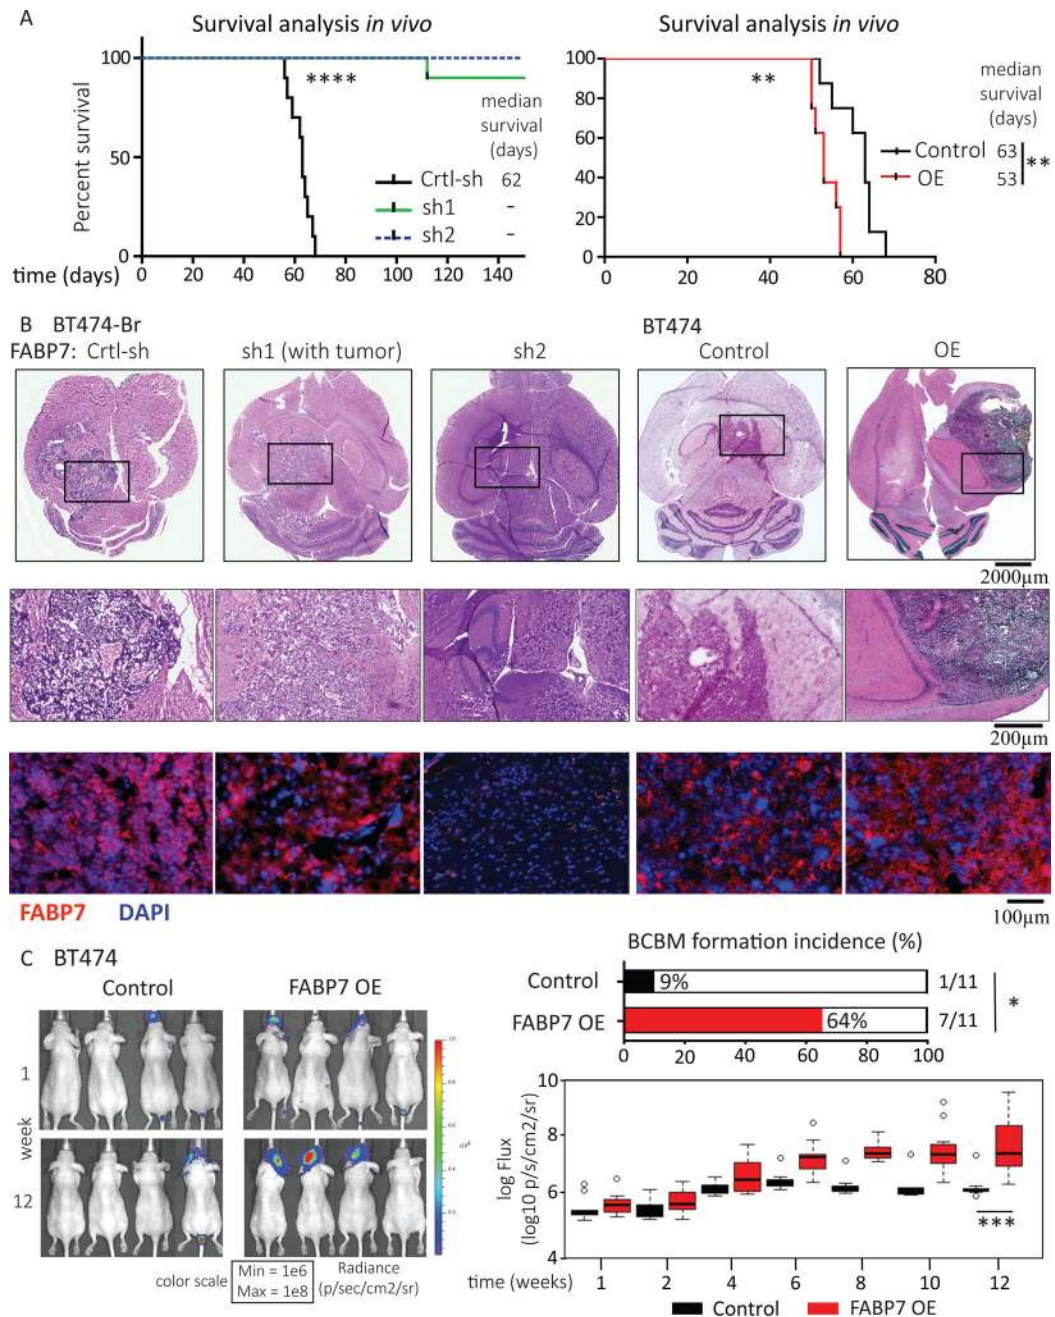 A
Survival analysis in vivo
Percent survival
100
50
0
0 20 40 60 80 100 120 140
time (days)
****
median
survival
(days)
Crtl-sh 62
sh1 -
sh2 -
Survival analysis in vivo
100
80
60
40
20
0
0 20 40 60 80
**
median
survival
(days)
Control 63
OE 53
**
B BT474-Br
BT474
FABP7: Crtl-sh sh1 (with tumor) sh2 Control OE
2000µm
200µm
FABP7 DAPI
100µm
C BT474
Control FABP7 OE
week
1
12
color scale
Min = 1e6
Max = 1e8
Radiance
(p/sec/cm2/sr)
BCBM formation incidence (%)
Control 9% 1/11
FABP7 OE 64% 7/11
*
0 20 40 60 80 100
log Flux
(log10 p/s/cm2/sr)
10
8
6
4
***
time (weeks) 1 2 4 6 8 10 12
Control FABP7 OE